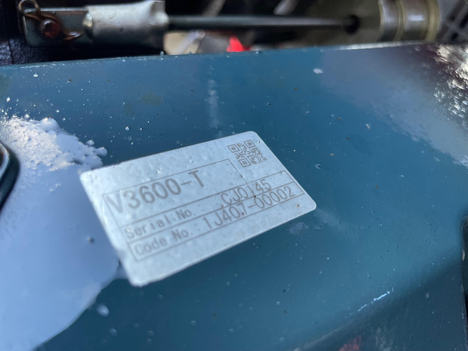 V3600-T
Serial No. CJ0145
Code No. 1J407-00002